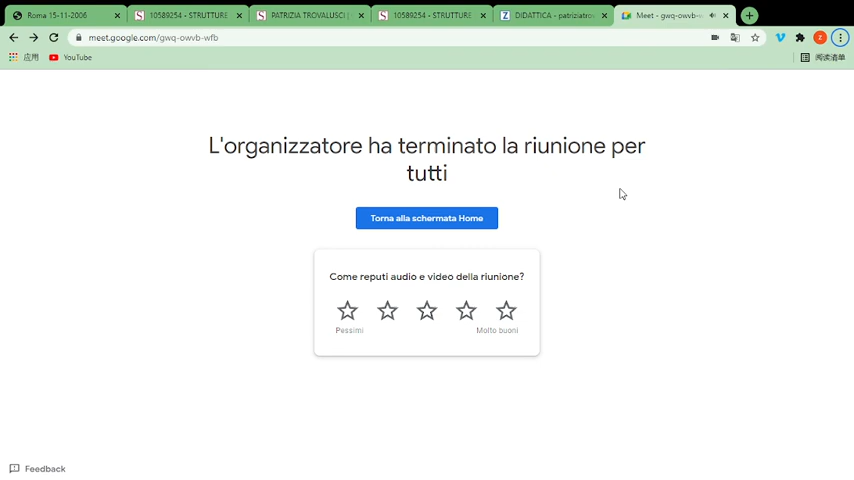 Roma 15-11-2006
10589254 - STRUTTURE
PATRIZIA TROVALUSCI |
10589254 - STRUTTURE
DIDATTICA - patriziatrov
Meet - gwq-owvb-w
meet.google.com/gwq-owvb-wfb
Z
应用
YouTube
阅读清单
L'organizzatore ha terminato la riunione per
tutti
Torna alla schermata Home
Come reputi audio e video della riunione?
Pessimi
Molto buoni
Feedback